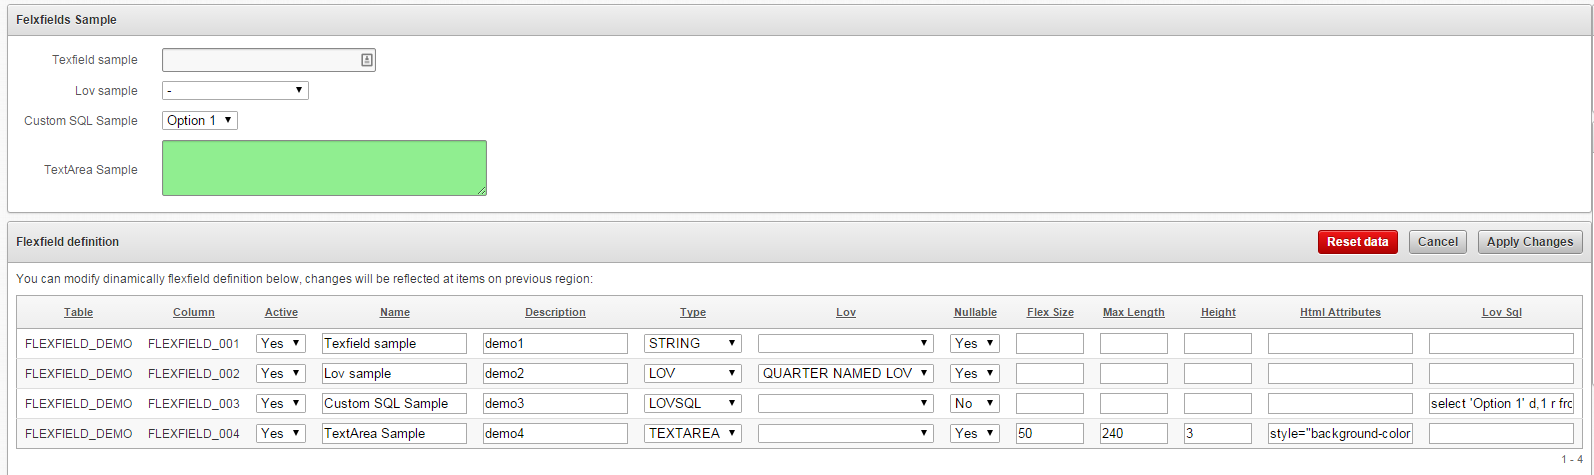 Felxfields Sample
Texfield sample
Lov sample -
Custom SQL Sample Option 1
TextArea Sample
Flexfield definition Reset data Cancel Apply Changes
You can modify dinamically flexfield definition below, changes will be reflected at items on previous region:
Table Column Active Name Description Type Lov Nullable Flex Size Max Length Height Html Attributes Lov Sql
FLEXFIELD_DEMO FLEXFIELD_001 Yes Texfield sample demo1 STRING Yes
FLEXFIELD_DEMO FLEXFIELD_002 Yes Lov sample demo2 LOV QUARTER NAMED LOV Yes
FLEXFIELD_DEMO FLEXFIELD_003 Yes Custom SQL Sample demo3 LOVSQL No select 'Option 1' d,1 r fro
FLEXFIELD_DEMO FLEXFIELD_004 Yes TextArea Sample demo4 TEXTAREA Yes 50 240 3 style="background-color
1 - 4